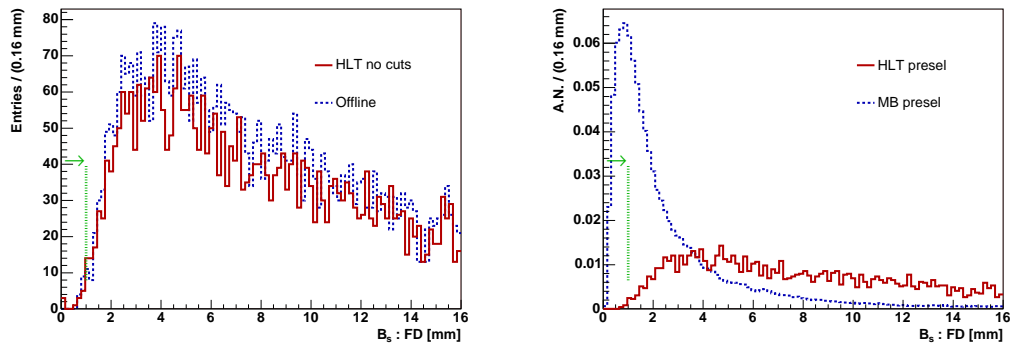 Entries / (0.16 mm)
80
70
60
50
40
30
20
10
0
HLT no cuts
Offline
0 2 4 6 8 10 12 14 16
B_s : FD [mm]
A.N. / (0.16 mm)
0.06
0.05
0.04
0.03
0.02
0.01
0
HLT presel
MB presel
0 2 4 6 8 10 12 14 16
B_s : FD [mm]